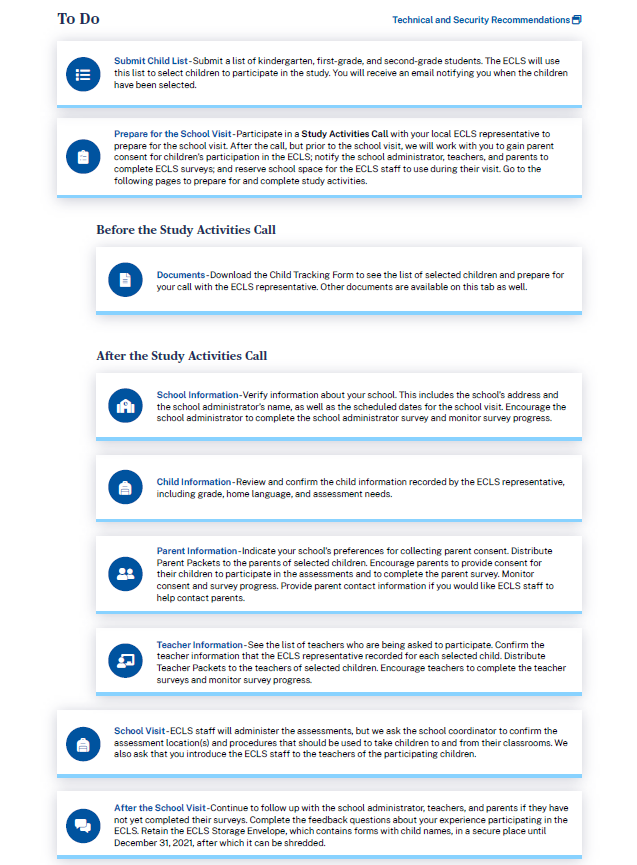 To Do
Technical and Security Recommendations
Submit Child List-Submit a list of kindergarten, first-grade, and second-grade students. The ECLS will use
this list to select children to participate in the study. You will receive an email notifying you when the children
have been selected.
Prepare for the School Visit-Participate in a Study Activities Call with your local ECLS representative to
prepare for the school visit. After the call, but prior to the school visit, we will work with you to gain parent
consent for children's participation in the ECLS; notify the school administrator, teachers, and parents to
complete ECLS surveys; and reserve school space for the ECLS staff to use during their visit. Go to the
following pages to prepare for and complete study activities.
Before the Study Activities Call
Documents-Download the Child Tracking Form to see the list of selected children and prepare for
your call with the ECLS representative. Other documents are available on this tab as well.
After the Study Activities Call
School Information-Verify information about your school. This includes the school's address and
the school administrator's name, as well as the scheduled dates for the school visit. Encourage the
school administrator to complete the school administrator survey and monitor survey progress.
Child Information-Review and confirm the child information recorded by the ECLS representative,
including grade, home language, and assessment needs.
Parent Information-Indicate your school's preferences for collecting parent consent. Distribute
Parent Packets to the parents of selected children. Encourage parents to provide consent for
their children to participate in the assessments and to complete the parent survey. Monitor
consent and survey progress. Provide parent contact information if you would like ECLS staff to
help contact parents.
Teacher Information-See the list of teachers who are being asked to participate. Confirm the
teacher information that the ECLS representative recorded for each selected child. Distribute
Teacher Packets to the teachers of selected children. Encourage teachers to complete the teacher
surveys and monitor survey progress.
School Visit-ECLS staff will administer the assessments, but we ask the school coordinator to confirm the
assessment location(s) and procedures that should be used to take children to and from their classrooms. We
also ask that you introduce the ECLS staff to the teachers of the participating children.
After the School Visit-Continue to follow up with the school administrator, teachers, and parents if they have
not yet completed their surveys. Complete the feedback questions about your experience participating in the
ECLS. Retain the ECLS Storage Envelope, which contains forms with child names, in a secure place until
December 31, 2021, after which it can be shredded.